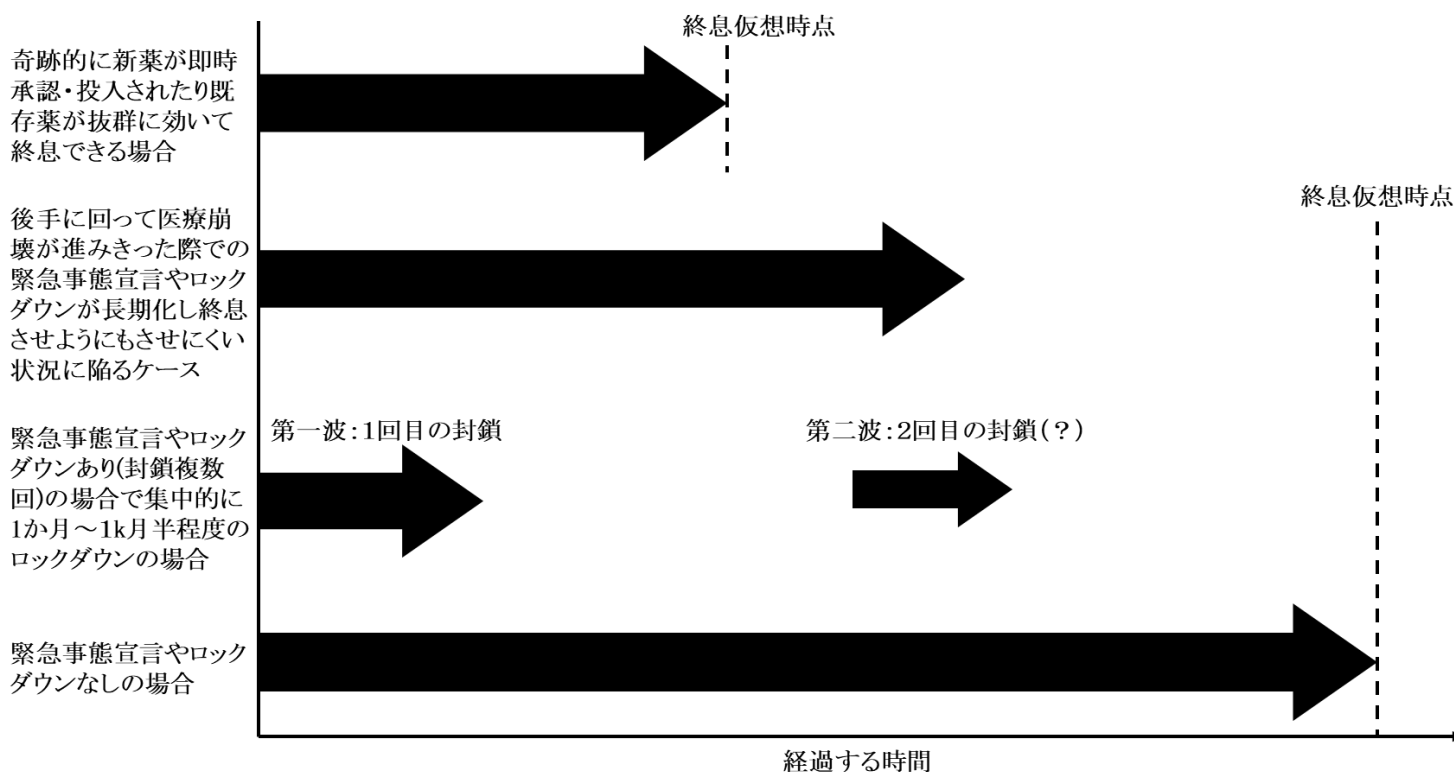 終息仮想時点
奇跡的に新薬が即時
承認・投入されたり既
存薬が抜群に効いて
終息できる場合
終息仮想時点
後手に回って医療崩
壊が進みきった際での
緊急事態宣言やロック
ダウンが長期化し終息
させようにもさせにくい
状況に陥るケース
第一波:1回目の封鎖
第二波:2回目の封鎖(?)
緊急事態宣言やロック
ダウンあり(封鎖複数
回)の場合で集中的に
1か月～1k月半程度の
ロックダウンの場合
緊急事態宣言やロック
ダウンなしの場合
経過する時間